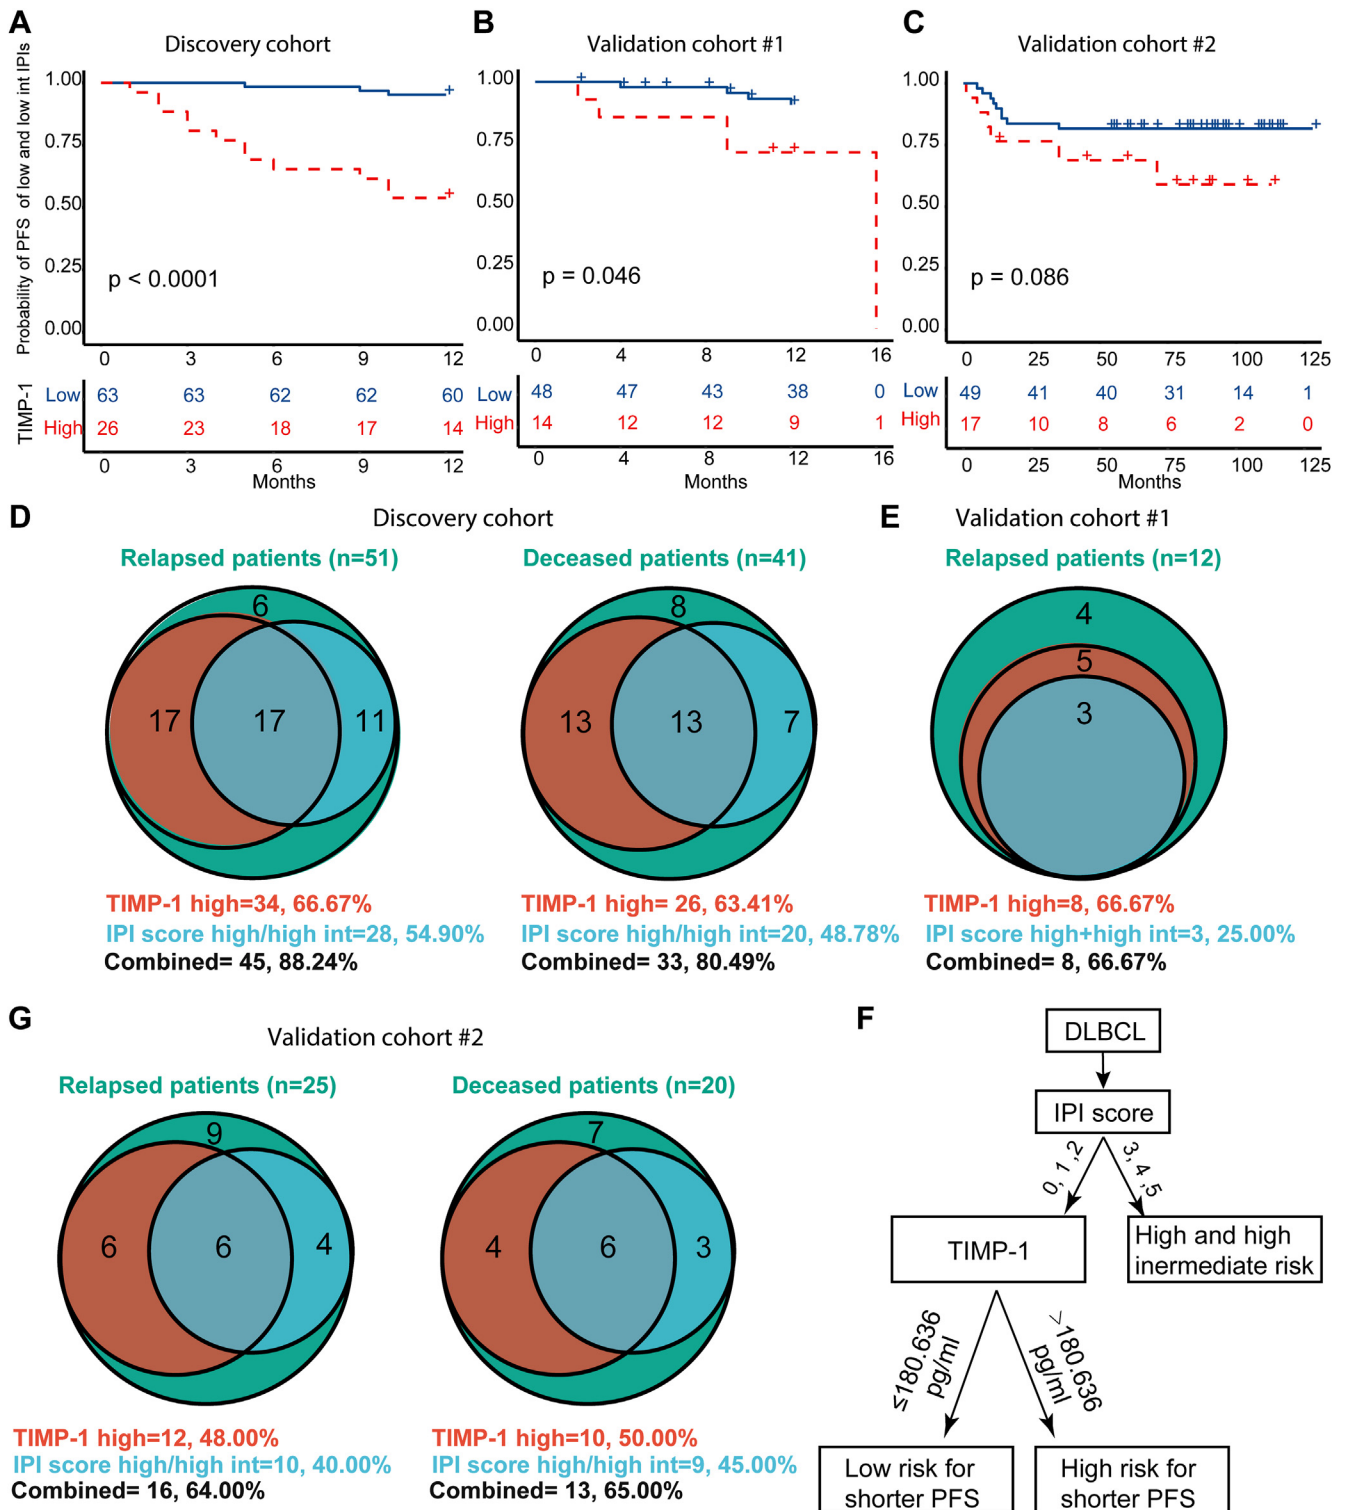 A
Discovery cohort
Probability of PFS of low and low int IPIs
1.00
0.75
0.50
0.25
0.00
p < 0.0001
0 3 6 9 12
TIMP-1
Low 63 63 62 62 60
High 26 23 18 17 14
0 3 6 9 12
Months
B
Validation cohort #1
1.00
0.75
0.50
0.25
0.00
p = 0.046
0 4 8 12 16
Low 48 47 43 38 0
High 14 12 12 9 1
0 4 8 12 16
Months
C
Validation cohort #2
1.00
0.75
0.50
0.25
0.00
p = 0.086
0 25 50 75 100 125
Low 49 41 40 31 14 1
High 17 10 8 6 2 0
0 25 50 75 100 125
Months
D
Discovery cohort
Relapsed patients (n=51)
6
17 17 11
TIMP-1 high=34, 66.67%
IPI score high/high int=28, 54.90%
Combined= 45, 88.24%
Deceased patients (n=41)
8
13 13 7
TIMP-1 high= 26, 63.41%
IPI score high/high int=20, 48.78%
Combined= 33, 80.49%
E
Validation cohort #1
Relapsed patients (n=12)
4
5
3
TIMP-1 high=8, 66.67%
IPI score high+high int=3, 25.00%
Combined= 8, 66.67%
G
Validation cohort #2
Relapsed patients (n=25)
9
6 6 4
TIMP-1 high=12, 48.00%
IPI score high/high int=10, 40.00%
Combined= 16, 64.00%
Deceased patients (n=20)
7
4 6 3
TIMP-1 high=10, 50.00%
IPI score high/high int=9, 45.00%
Combined= 13, 65.00%
F
DLBCL
IPI score
0, 1 ,2
3, 4 ,5
TIMP-1
High and high
inermediate risk
≤180.636
pg/ml
>180.636
pg/ml
Low risk for
shorter PFS
High risk for
shorter PFS